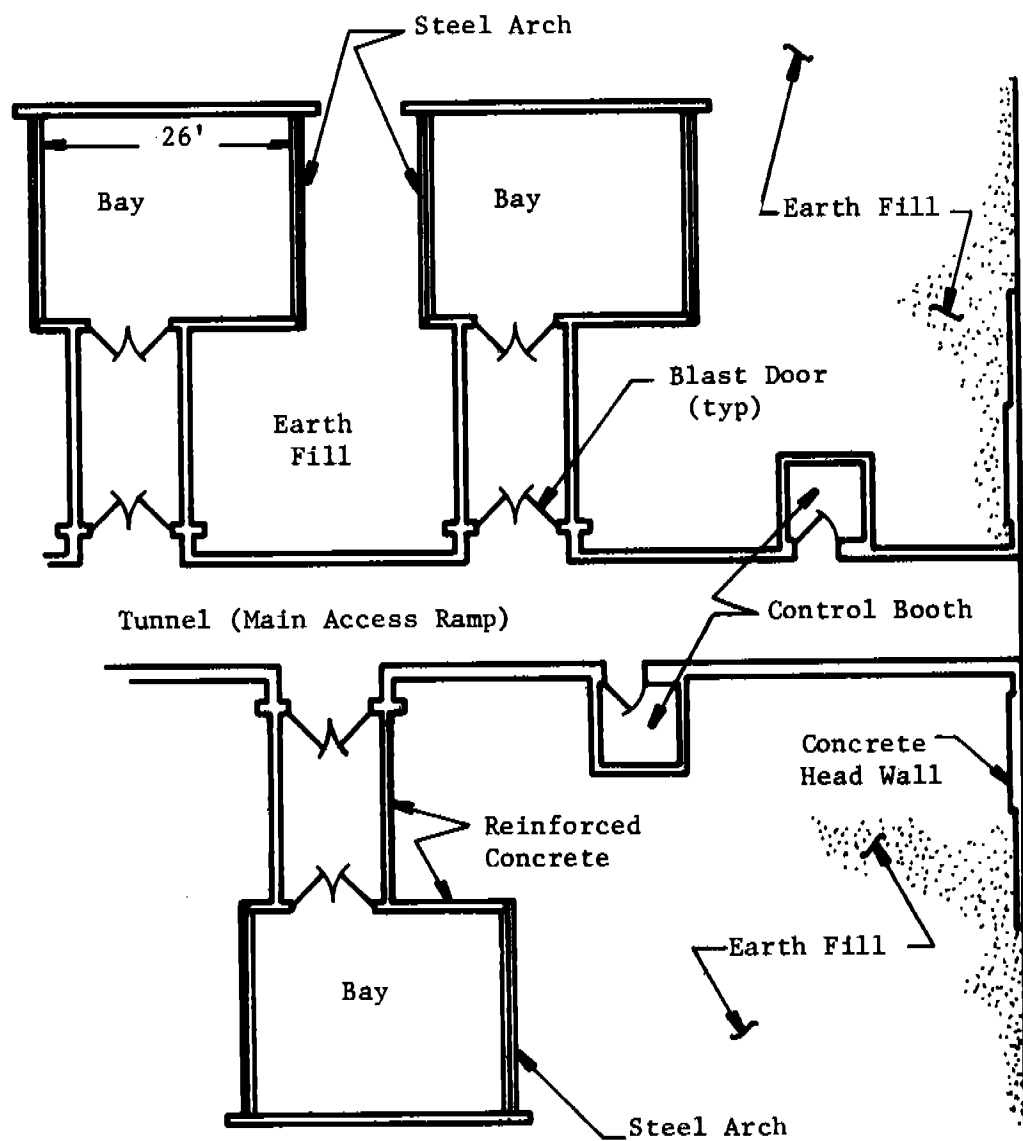 Steel Arch
26'
Bay
Bay
Earth Fill
Blast Door
(typ)
Earth
Fill
Tunnel (Main Access Ramp)
Control Booth
Concrete
Head Wall
Reinforced
Concrete
Earth Fill
Bay
Steel Arch